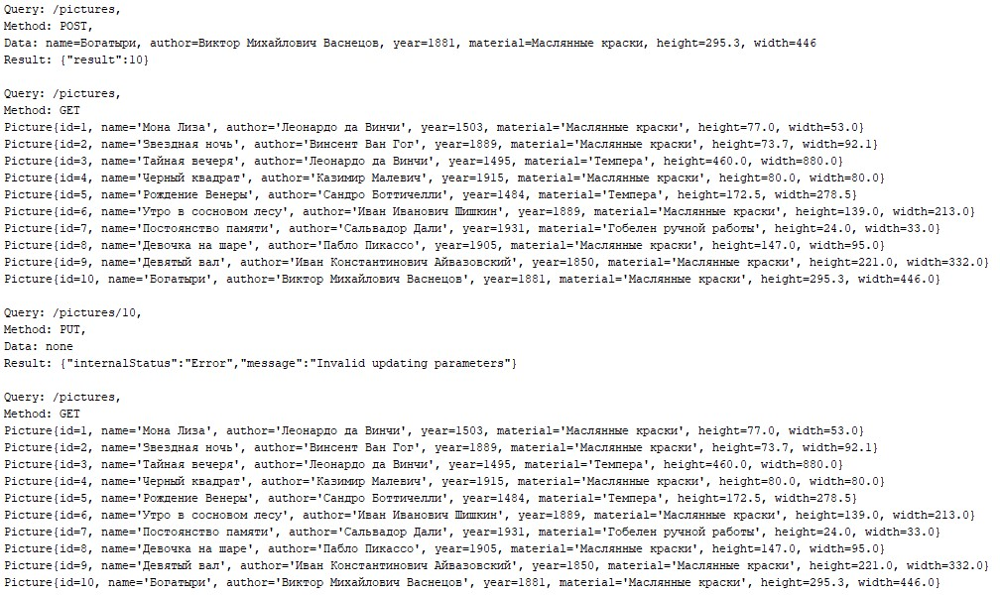 Query: /pictures,
Method: POST,
Data: name=Богатыри, author=Виктор Михайлович Васнецов, year=1881, material=Маслянные краски, height=295.3, width=446
Result: {"result":10}
Query: /pictures,
Method: GET
Picture{id=1, name='Мона Лиза', author='Леонардо да Винчи', year=1503, material='Маслянные краски', height=77.0, width=53.0}
Picture{id=2, name='Звездная ночь', author='Винсент Ван Гог', year=1889, material='Маслянные краски', height=73.7, width=92.1}
Picture{id=3, name='Тайная вечеря', author='Леонардо да Винчи', year=1495, material='Темпера', height=460.0, width=880.0}
Picture{id=4, name='Черный квадрат', author='Казимир Малевич', year=1915, material='Маслянные краски', height=80.0, width=80.0}
Picture{id=5, name='Рождение Венеры', author='Сандро Боттичелли', year=1484, material='Темпера', height=172.5, width=278.5}
Picture{id=6, name='Утро в сосновом лесу', author='Иван Иванович Шишкин', year=1889, material='Маслянные краски', height=139.0, width=213.0}
Picture{id=7, name='Постоянство памяти', author='Сальвадор Дали', year=1931, material='Гобелен ручной работы', height=24.0, width=33.0}
Picture{id=8, name='Девочка на шаре', author='Пабло Пикассо', year=1905, material='Маслянные краски', height=147.0, width=95.0}
Picture{id=9, name='Девятый вал', author='Иван Константинович Айвазовский', year=1850, material='Маслянные краски', height=221.0, width=332.0}
Picture{id=10, name='Богатыри', author='Виктор Михайлович Васнецов', year=1881, material='Маслянные краски', height=295.3, width=446.0}
Query: /pictures/10,
Method: PUT,
Data: none
Result: {"internalStatus":"Error","message":"Invalid updating parameters"}
Query: /pictures,
Method: GET
Picture{id=1, name='Мона Лиза', author='Леонардо да Винчи', year=1503, material='Маслянные краски', height=77.0, width=53.0}
Picture{id=2, name='Звездная ночь', author='Винсент Ван Гог', year=1889, material='Маслянные краски', height=73.7, width=92.1}
Picture{id=3, name='Тайная вечеря', author='Леонардо да Винчи', year=1495, material='Темпера', height=460.0, width=880.0}
Picture{id=4, name='Черный квадрат', author='Казимир Малевич', year=1915, material='Маслянные краски', height=80.0, width=80.0}
Picture{id=5, name='Рождение Венеры', author='Сандро Боттичелли', year=1484, material='Темпера', height=172.5, width=278.5}
Picture{id=6, name='Утро в сосновом лесу', author='Иван Иванович Шишкин', year=1889, material='Маслянные краски', height=139.0, width=213.0}
Picture{id=7, name='Постоянство памяти', author='Сальвадор Дали', year=1931, material='Гобелен ручной работы', height=24.0, width=33.0}
Picture{id=8, name='Девочка на шаре', author='Пабло Пикассо', year=1905, material='Маслянные краски', height=147.0, width=95.0}
Picture{id=9, name='Девятый вал', author='Иван Константинович Айвазовский', year=1850, material='Маслянные краски', height=221.0, width=332.0}
Picture{id=10, name='Богатыри', author='Виктор Михайлович Васнецов', year=1881, material='Маслянные краски', height=295.3, width=446.0}